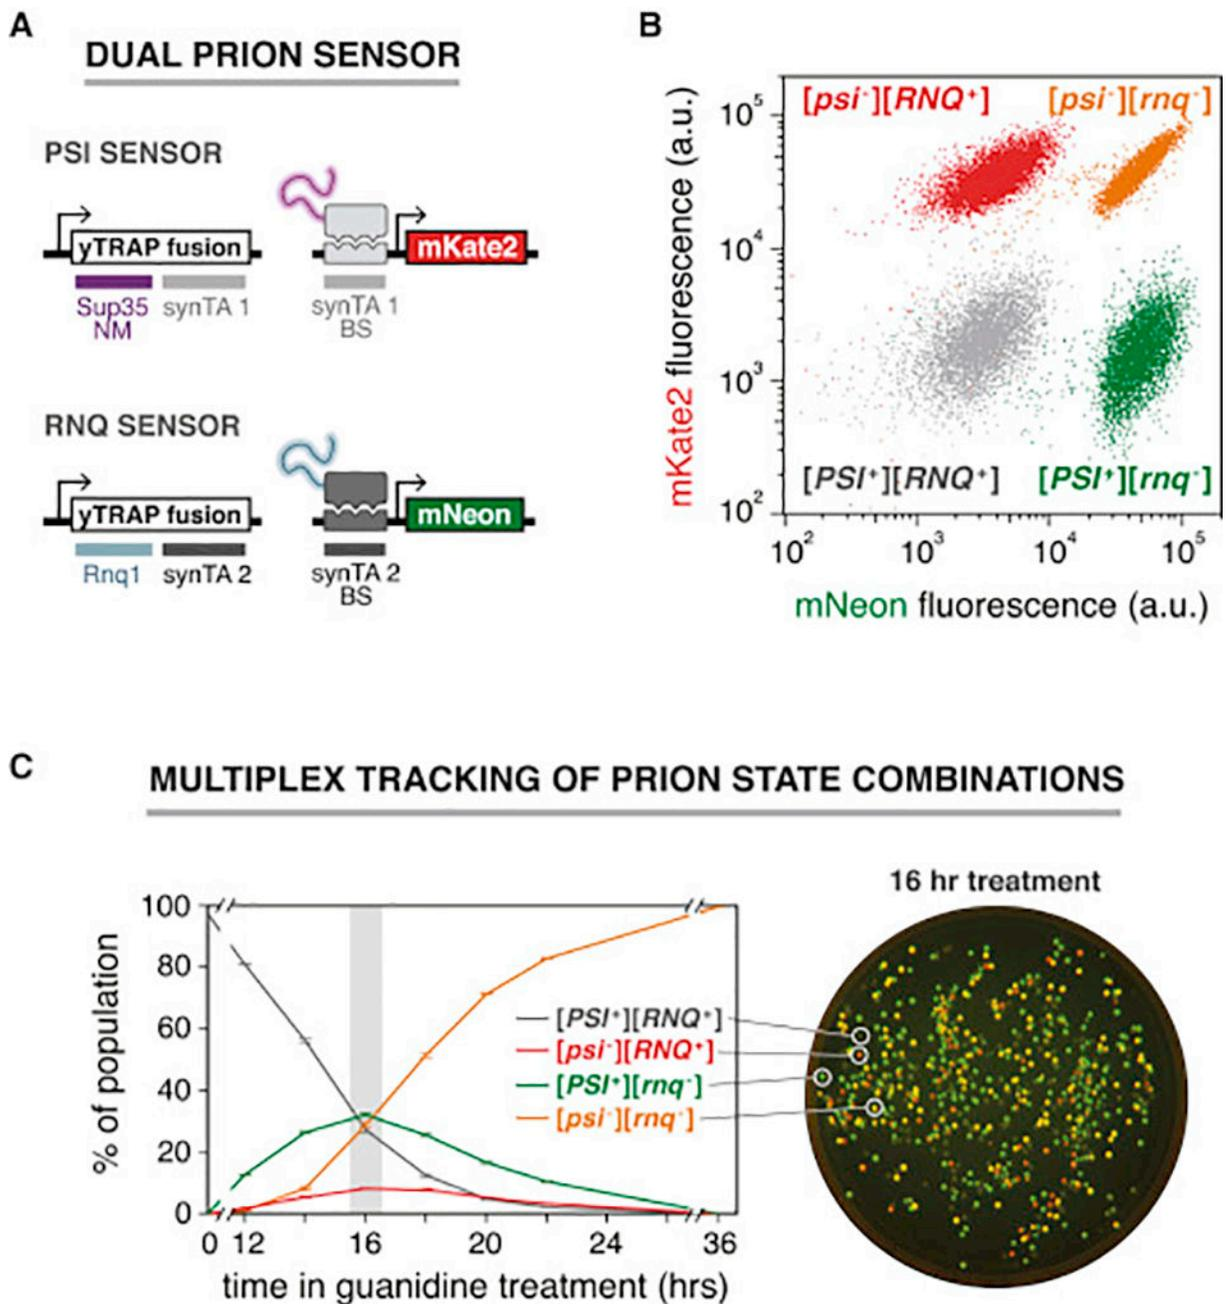 A
DUAL PRION SENSOR
PSI SENSOR
yTRAP fusion
mKate2
Sup35
NM
synTA 1
synTA 1
BS
RNQ SENSOR
yTRAP fusion
mNeon
Rnq1
synTA 2
synTA 2
BS
B
mKate2 fluorescence (a.u.)
10⁵
10⁴
10³
10²
[psi⁻][RNQ⁺]
[psi⁻][rnq⁻]
[PSI⁺][RNQ⁺]
[PSI⁺][rnq⁻]
10²
10³
10⁴
10⁵
mNeon fluorescence (a.u.)
C
MULTIPLEX TRACKING OF PRION STATE COMBINATIONS
% of population
100
80
60
40
20
0
0 12 16 20 24 36
time in guanidine treatment (hrs)
[PSI⁺][RNQ⁺]
[psi⁻][RNQ⁺]
[PSI⁺][rnq⁻]
[psi⁻][rnq⁻]
16 hr treatment